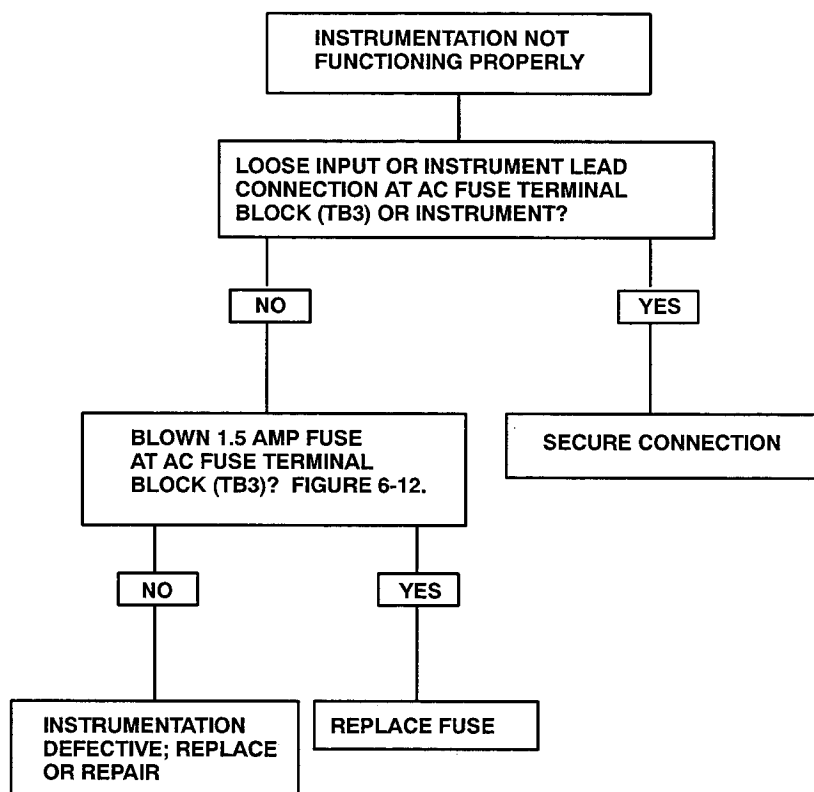 INSTRUMENTATION NOT
FUNCTIONING PROPERLY
LOOSE INPUT OR INSTRUMENT LEAD
CONNECTION AT AC FUSE TERMINAL
BLOCK (TB3) OR INSTRUMENT?
NO
YES
BLOWN 1.5 AMP FUSE
AT AC FUSE TERMINAL
BLOCK (TB3)? FIGURE 6-12.
SECURE CONNECTION
NO
YES
INSTRUMENTATION
DEFECTIVE; REPLACE
OR REPAIR
REPLACE FUSE